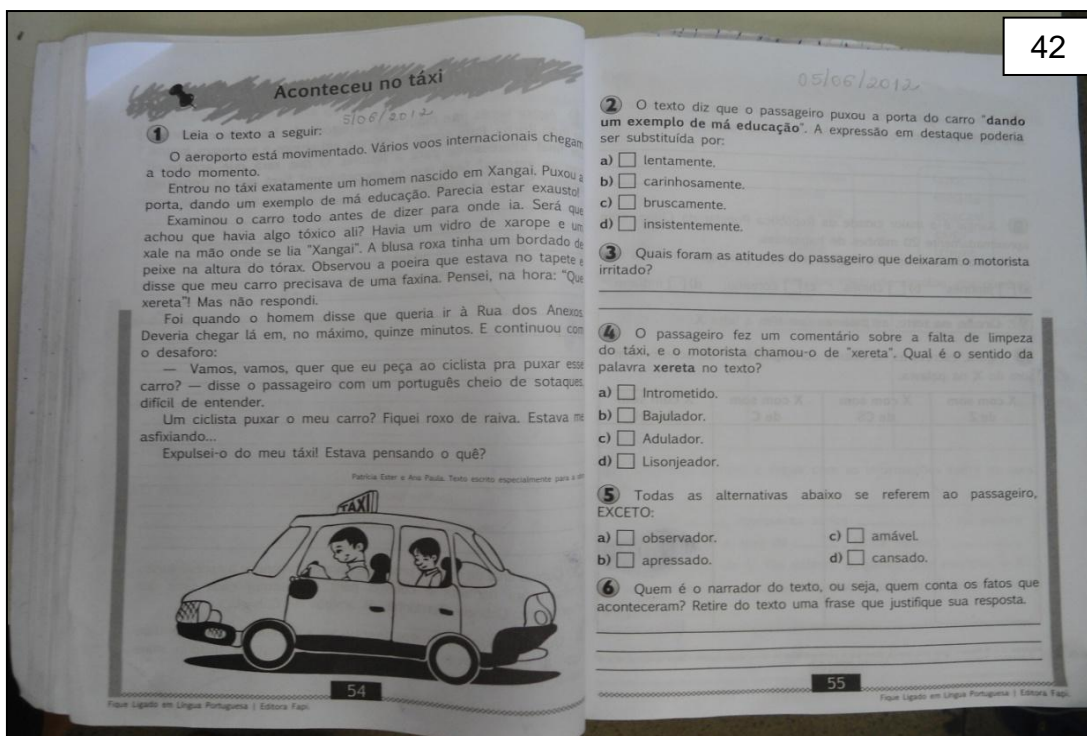 42
Aconteceu no táxi
5/06/2012
1 Leia o texto a seguir:
O aeroporto está movimentado. Vários voos internacionais chegam
a todo momento.
Entrou no táxi exatamente um homem nascido em Xangai. Puxou a
porta, dando um exemplo de má educação. Parecia estar exausto!
Examinou o carro todo antes de dizer para onde ia. Será que
achou que havia algo tóxico ali? Havia um vidro de xarope e um
xale na mão onde se lia "Xangai". A blusa roxa tinha um bordado de
peixe na altura do tórax. Observou a poeira que estava no tapete e
disse que meu carro precisava de uma faxina. Pensei, na hora: "Que
xereta"! Mas não respondi.
Foi quando o homem disse que queria ir à Rua dos Anexos
Deveria chegar lá em, no máximo, quinze minutos. E continuou com
o desaforo:
— Vamos, vamos, quer que eu peça ao ciclista pra puxar esse
carro? — disse o passageiro com um português cheio de sotaques,
difícil de entender.
Um ciclista puxar o meu carro? Fiquei roxo de raiva. Estava me
asfixiando...
Expulsei-o do meu táxi! Estava pensando o quê?
Patrícia Ester e Ana Paula. Texto escrito especialmente para a
TÁXI
54
Fique Ligado em Língua Portuguesa | Editora Fapi.
05/06/2012
2 O texto diz que o passageiro puxou a porta do carro "dando
um exemplo de má educação". A expressão em destaque poderia
ser substituída por:
a) lentamente.
b) carinhosamente.
c) bruscamente.
d) insistentemente.
3 Quais foram as atitudes do passageiro que deixaram o motorista
irritado?
4 O passageiro fez um comentário sobre a falta de limpeza
do táxi, e o motorista chamou-o de "xereta". Qual é o sentido da
palavra xereta no texto?
a) Intrometido.
b) Bajulador.
c) Adulador.
d) Lisonjeador.
5 Todas as alternativas abaixo se referem ao passageiro,
EXCETO:
a) observador. c) amável.
b) apressado. d) cansado.
6 Quem é o narrador do texto, ou seja, quem conta os fatos que
aconteceram? Retire do texto uma frase que justifique sua resposta.
55
Fique Ligado em Língua Portuguesa | Editora Fapi.